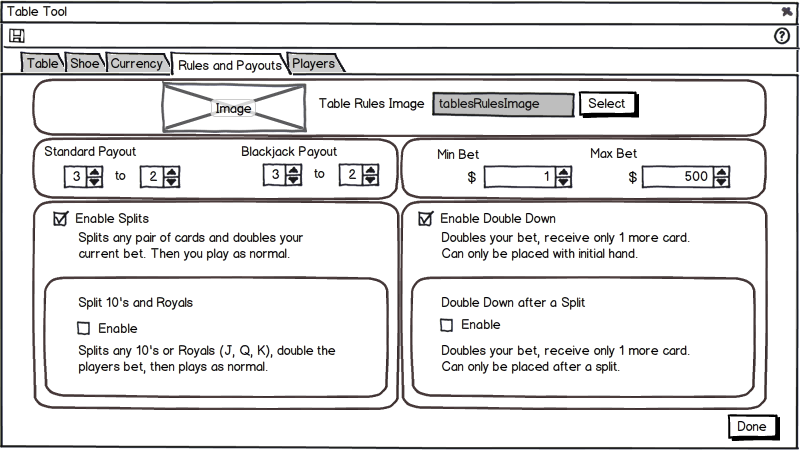 Table Tool
Table Shoe Currency Rules and Payouts Players
Image Table Rules Image tablesRulesImage Select
Standard Payout Blackjack Payout Min Bet Max Bet
3 to 2 3 to 2 $ 1 $ 500
Enable Splits
Splits any pair of cards and doubles your
current bet. Then you play as normal.
Split 10's and Royals
Enable
Splits any 10's or Royals (J, Q, K), double the
players bet, then plays as normal.
Enable Double Down
Doubles your bet, receive only 1 more card.
Can only be placed with initial hand.
Double Down after a Split
Enable
Doubles your bet, receive only 1 more card.
Can only be placed after a split.
Done